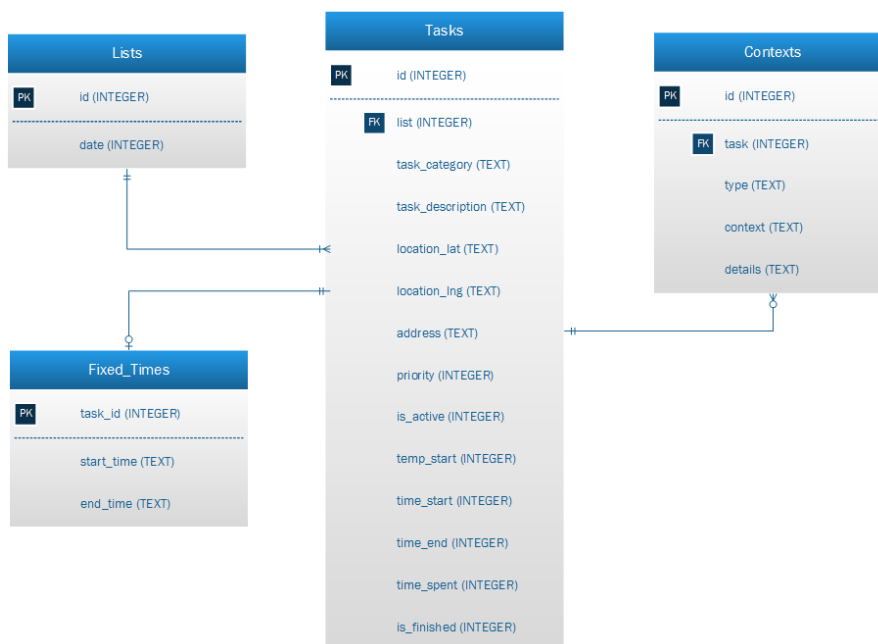 Lists
PK id (INTEGER)
date (INTEGER)
Tasks
PK id (INTEGER)
FK list (INTEGER)
task_category (TEXT)
task_description (TEXT)
location_lat (TEXT)
location_lng (TEXT)
address (TEXT)
priority (INTEGER)
is_active (INTEGER)
temp_start (INTEGER)
time_start (INTEGER)
time_end (INTEGER)
time_spent (INTEGER)
is_finished (INTEGER)
Contexts
PK id (INTEGER)
FK task (INTEGER)
type (TEXT)
context (TEXT)
details (TEXT)
Fixed_Times
PK task_id (INTEGER)
start_time (TEXT)
end_time (TEXT)